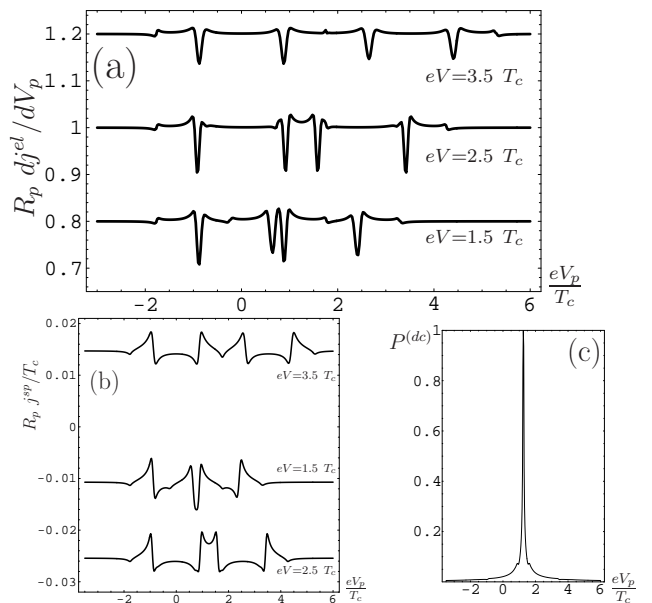 1.2
1.1
1
0.9
0.8
0.7
(a)
R_p dj^{el}/dV_p
eV=3.5 T_c
eV=2.5 T_c
eV=1.5 T_c
-2 0 2 4 6
eV_p/T_c
0.02
0.01
0
-0.01
-0.02
-0.03
R_p j^{sp}/T_c
(b)
eV=3.5 T_c
eV=1.5 T_c
eV=2.5 T_c
-2 0 2 4 6
eV_p/T_c
P^{(dc)}
1
0.8
0.6
0.4
0.2
(c)
-2 0 2 4 6
eV_p/T_c